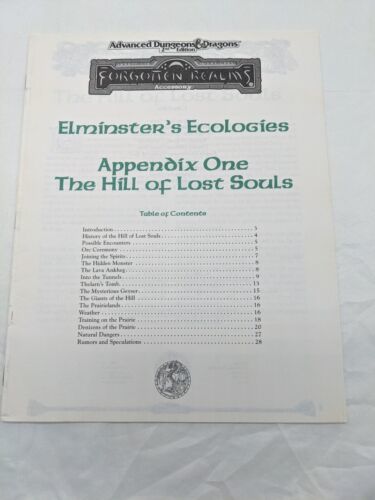 Advanced Dungeons & Dragons
2nd Edition
FORGOTTEN REALMS
ACCESSORY
Elminster's Ecologies
Appendix One
The Hill of Lost Souls
Table of Contents
Introduction 3
History of the Hill of Lost Souls 4
Possible Encounters 5
Orc Ceremony 5
Joining the Spirits 7
The Hidden Monster 8
The Lava Ankheg 8
Into the Tunnels 9
Thelarn's Tomb 13
The Mysterious Geyser 15
The Giants of the Hill 16
The Prairielands 16
Weather 16
Training on the Prairie 18
Denizens of the Prairie 20
Natural Dangers 27
Rumors and Speculations 28